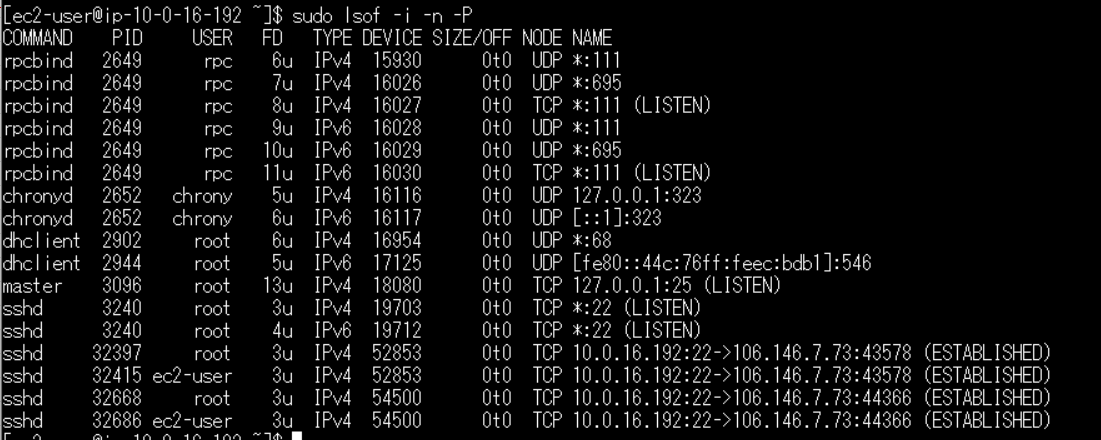 [ec2-user@ip-10-0-16-192 ~]$ sudo lsof -i -n -P
COMMAND PID USER FD TYPE DEVICE SIZE/OFF NODE NAME
rpcbind 2649 rpc 6u IPv4 15930 0t0 UDP *:111
rpcbind 2649 rpc 7u IPv4 16026 0t0 UDP *:695
rpcbind 2649 rpc 8u IPv4 16027 0t0 TCP *:111 (LISTEN)
rpcbind 2649 rpc 9u IPv6 16028 0t0 UDP *:111
rpcbind 2649 rpc 10u IPv6 16029 0t0 UDP *:695
rpcbind 2649 rpc 11u IPv6 16030 0t0 TCP *:111 (LISTEN)
chronyd 2652 chrony 5u IPv4 16116 0t0 UDP 127.0.0.1:323
chronyd 2652 chrony 6u IPv6 16117 0t0 UDP [::1]:323
dhclient 2902 root 6u IPv4 16954 0t0 UDP *:68
dhclient 2944 root 5u IPv6 17125 0t0 UDP [fe80::44c:76ff:feec:bdb1]:546
master 3096 root 13u IPv4 18080 0t0 TCP 127.0.0.1:25 (LISTEN)
sshd 3240 root 3u IPv4 19703 0t0 TCP *:22 (LISTEN)
sshd 3240 root 4u IPv6 19712 0t0 TCP *:22 (LISTEN)
sshd 32397 root 3u IPv4 52853 0t0 TCP 10.0.16.192:22->106.146.7.73:43578 (ESTABLISHED)
sshd 32415 ec2-user 3u IPv4 52853 0t0 TCP 10.0.16.192:22->106.146.7.73:43578 (ESTABLISHED)
sshd 32668 root 3u IPv4 54500 0t0 TCP 10.0.16.192:22->106.146.7.73:44366 (ESTABLISHED)
sshd 32686 ec2-user 3u IPv4 54500 0t0 TCP 10.0.16.192:22->106.146.7.73:44366 (ESTABLISHED)
[ec2-user@ip-10-0-16-192 ~]$